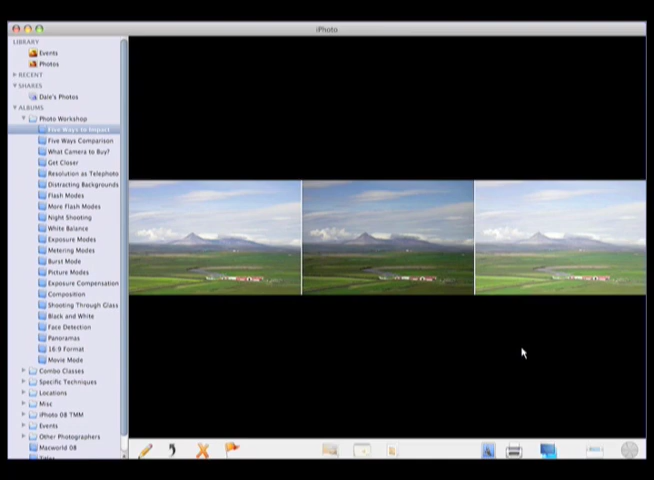 iPhoto
LIBRARY
Events
Photos
RECENT
SHARES
Dale's Photos
ALBUMS
Photo Workshop
Five Ways to Impact
Five Ways Comparison
What Camera to Buy?
Get Closer
Resolution as Telephoto
Distracting Backgrounds
Flash Modes
More Flash Modes
Night Shooting
White Balance
Exposure Modes
Metering Modes
Burst Mode
Picture Modes
Exposure Compensation
Composition
Shooting Through Glass
Black and White
Face Detection
Panoramas
16:9 Format
Movie Mode
Combo Classes
Specific Techniques
Locations
Misc
iPhoto 08 TMM
Events
Other Photographers
Macworld 08